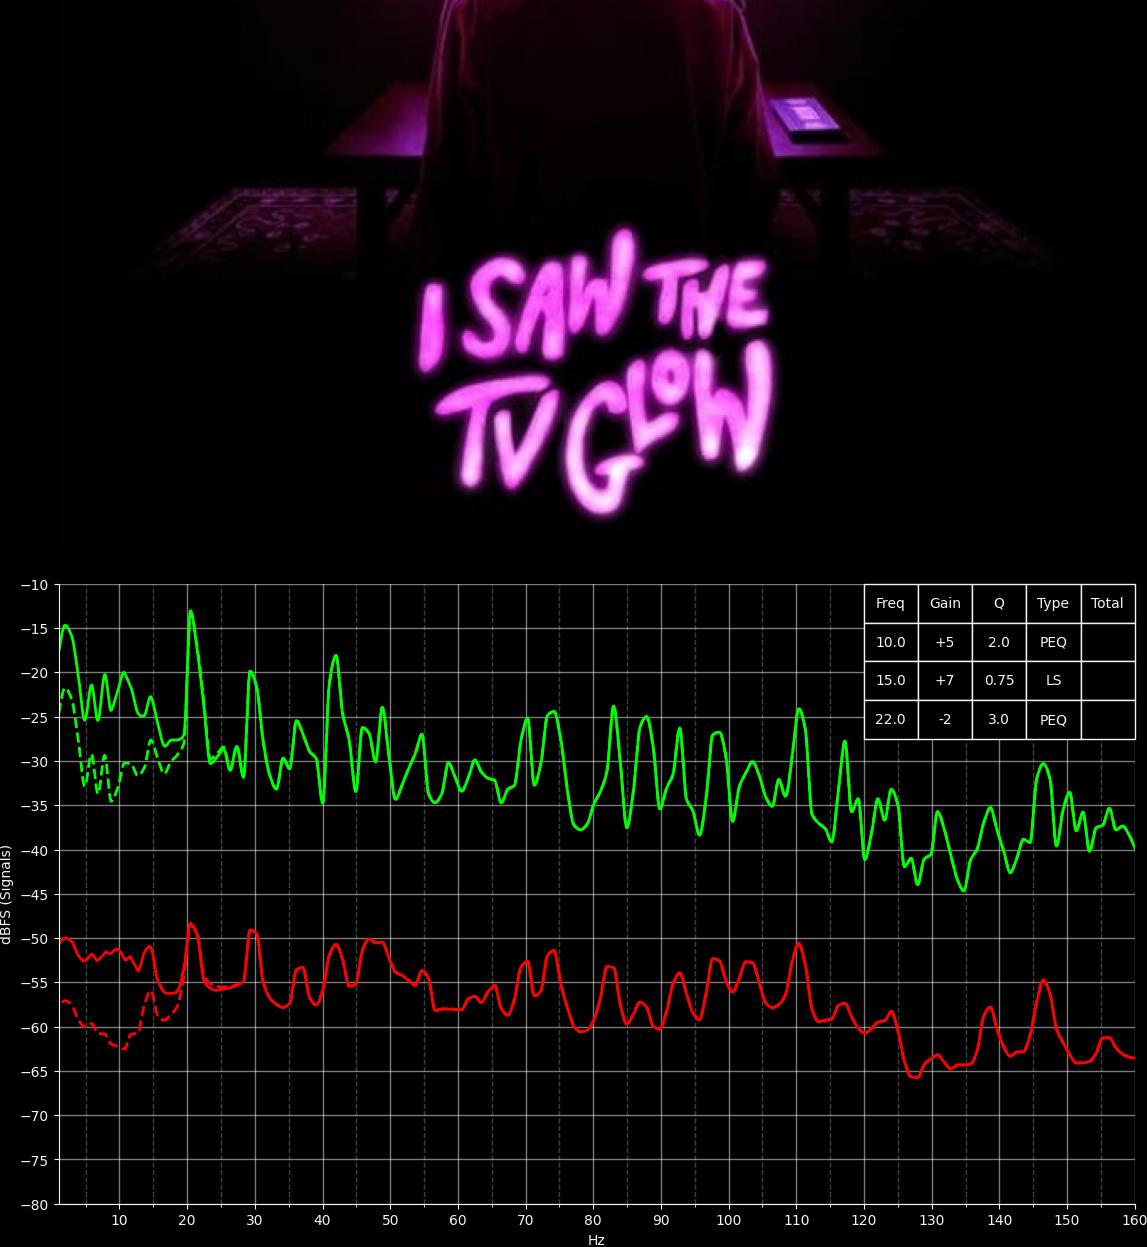 I SAW THE
TV GLOW
Freq Gain Q Type Total
10.0 +5 2.0 PEQ
15.0 +7 0.75 LS
22.0 −2 3.0 PEQ
−10
−15
−20
−25
−30
−35
−40
−45
−50
−55
−60
−65
−70
−75
−80
dBFS (Signals)
10 20 30 40 50 60 70 80 90 100 110 120 130 140 150 160
Hz